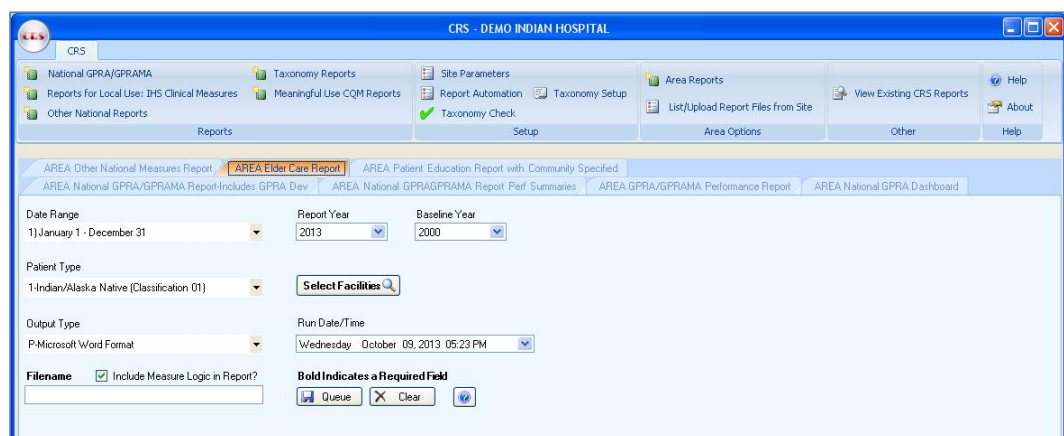 CRS - DEMO INDIAN HOSPITAL
CRS
CRS
National GPRA/GPRAMA
Reports for Local Use: IHS Clinical Measures
Other National Reports
Taxonomy Reports
Meaningful Use CQM Reports
Reports
Site Parameters
Report Automation
Taxonomy Setup
Taxonomy Check
Setup
Area Reports
List/Upload Report Files from Site
Area Options
View Existing CRS Reports
Other
Help
About
Help
AREA Other National Measures Report
AREA Elder Care Report
AREA Patient Education Report with Community Specified
AREA National GPRA/GPRAMA Report-Includes GPRA Dev
AREA National GPRAGPRAMA Report Perf Summaries
AREA GPRA/GPRAMA Performance Report
AREA National GPRA Dashboard
Date Range
Report Year
Baseline Year
1) January 1 - December 31
2013
2000
Patient Type
1-Indian/Alaska Native (Classification 01)
Select Facilities
Output Type
Run Date/Time
P-Microsoft Word Format
Wednesday October 09, 2013 05:23 PM
Filename
Include Measure Logic in Report?
Bold Indicates a Required Field
Queue
Clear